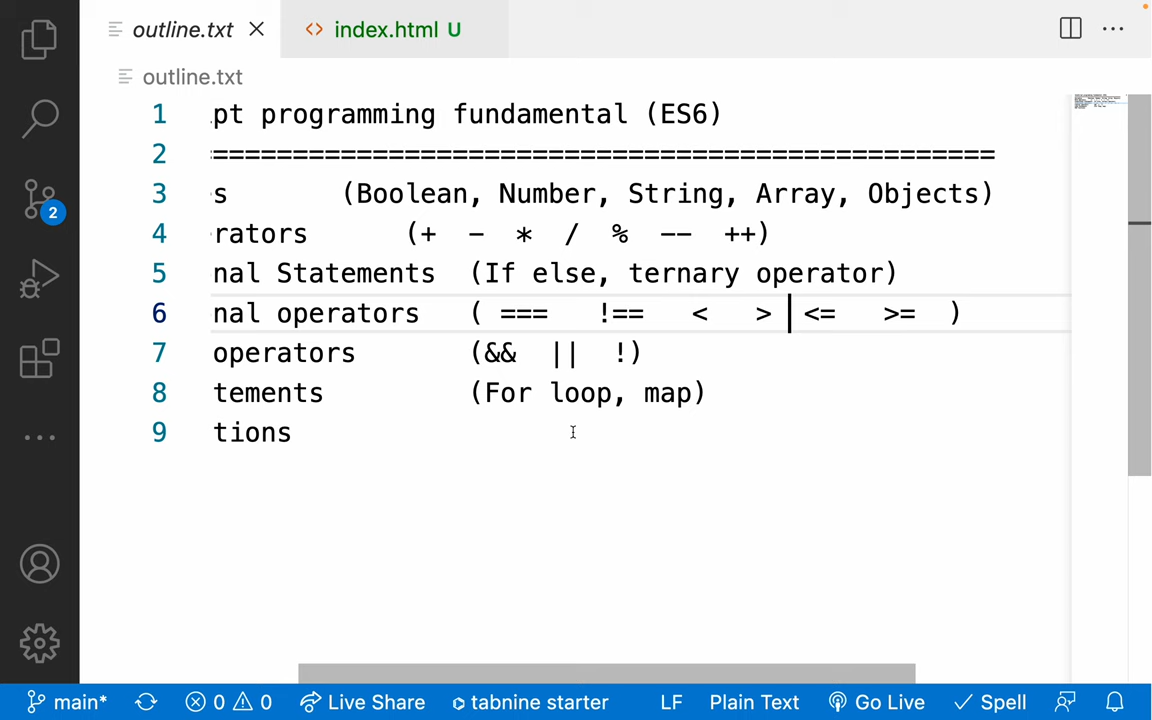 outline.txt
index.html U
outline.txt
1 pt programming fundamental (ES6)
2 =================================================
3 s (Boolean, Number, String, Array, Objects)
4 rators (+ - * / % -- ++)
5 nal Statements (If else, ternary operator)
6 nal operators ( === !== < > <= >= )
7 operators (&& || !)
8 tements (For loop, map)
9 tions
2
main* 0 0 Live Share tabnine starter LF Plain Text Go Live Spell